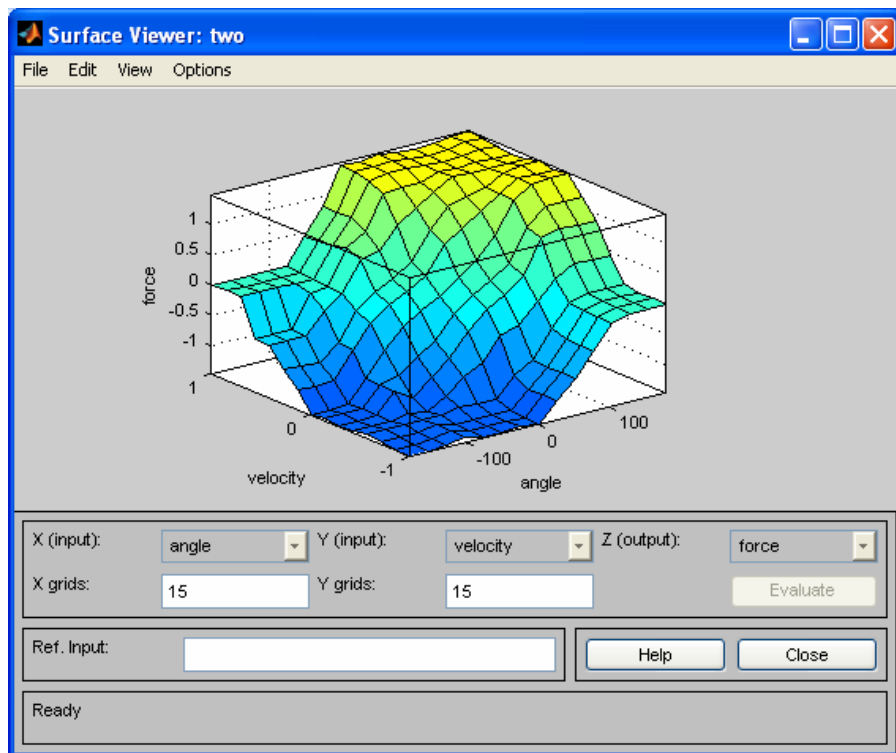 Surface Viewer: two
File Edit View Options
force
1
0.5
0
-0.5
-1
1
0
-1
velocity
-100
0
100
angle
X (input): angle Y (input): velocity Z (output): force
X grids: 15 Y grids: 15 Evaluate
Ref. Input: Help Close
Ready